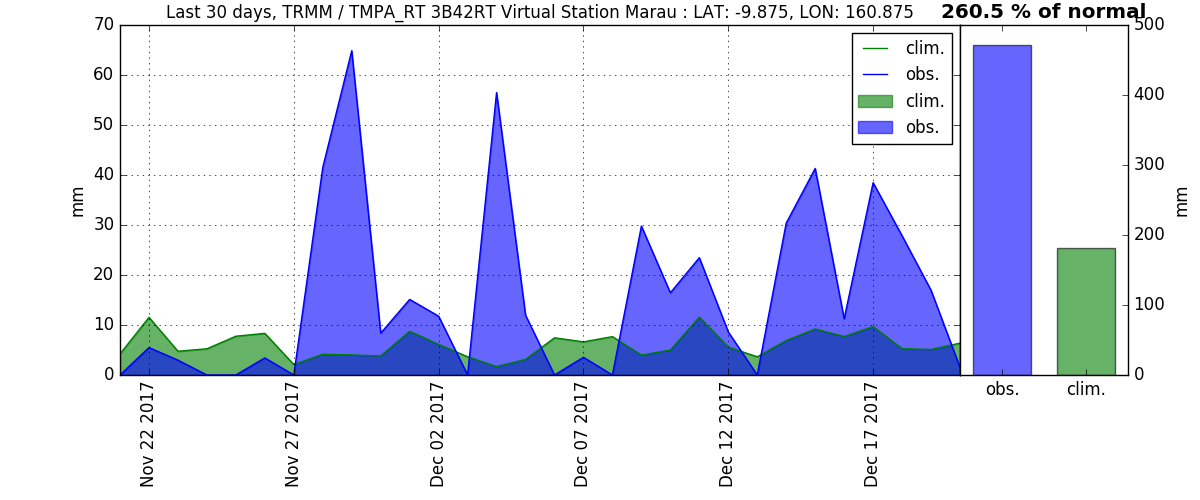 Last 30 days, TRMM / TMPA_RT 3B42RT Virtual Station Marau : LAT: -9.875, LON: 160.875
260.5 % of normal
70
60
50
40
30
20
10
0
mm
clim.
obs.
clim.
obs.
Nov 22 2017
Nov 27 2017
Dec 02 2017
Dec 07 2017
Dec 12 2017
Dec 17 2017
500
400
300
200
100
0
mm
obs.
clim.